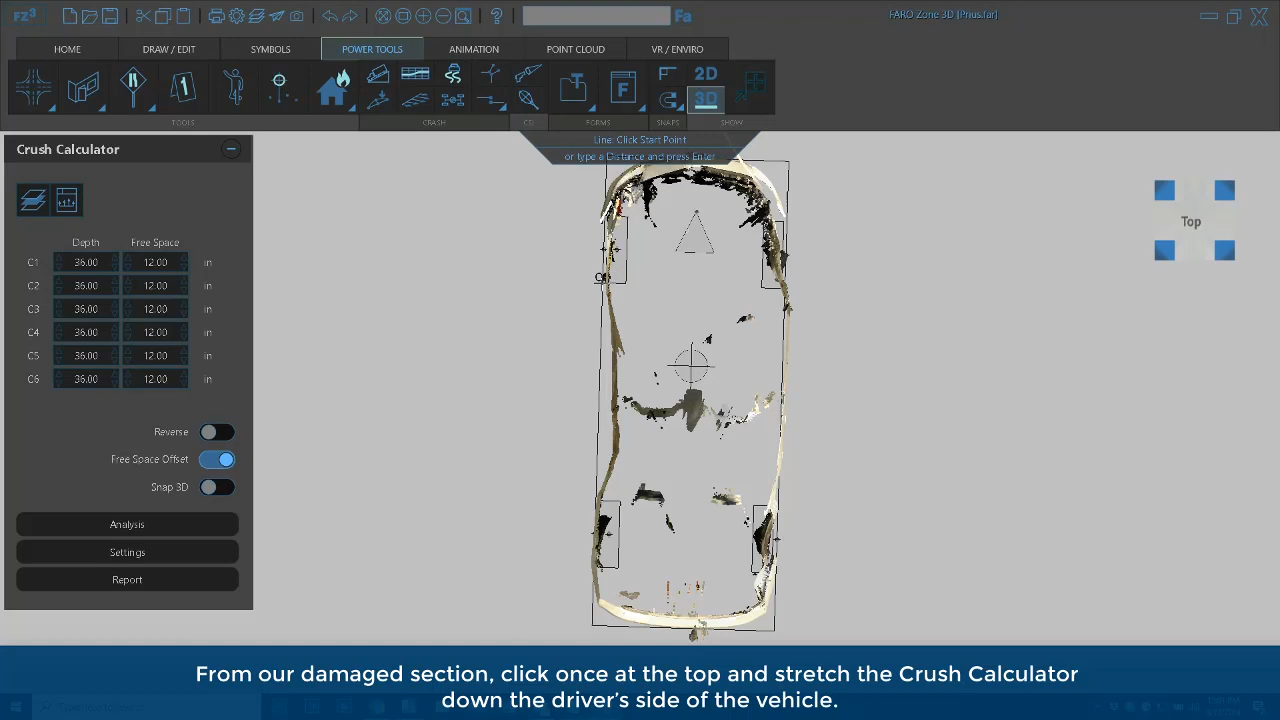 FZ³
Fa
FARO Zone 3D [Prius.far]
HOME DRAW / EDIT SYMBOLS POWER TOOLS ANIMATION POINT CLOUD VR / ENVIRO
1 F 2D
3D
TOOLS CRASH CSI FORMS SNAPS SHOW
Line: Click Start Point
or type a Distance and press Enter
Crush Calculator
Top
Depth Free Space
C1 36.00 12.00 in
C2 36.00 12.00 in
C3 36.00 12.00 in
C4 36.00 12.00 in
C5 36.00 12.00 in
C6 36.00 12.00 in
Reverse
Free Space Offset
Snap 3D
Analysis
Settings
Report
From our damaged section, click once at the top and stretch the Crush Calculator
down the driver's side of the vehicle.